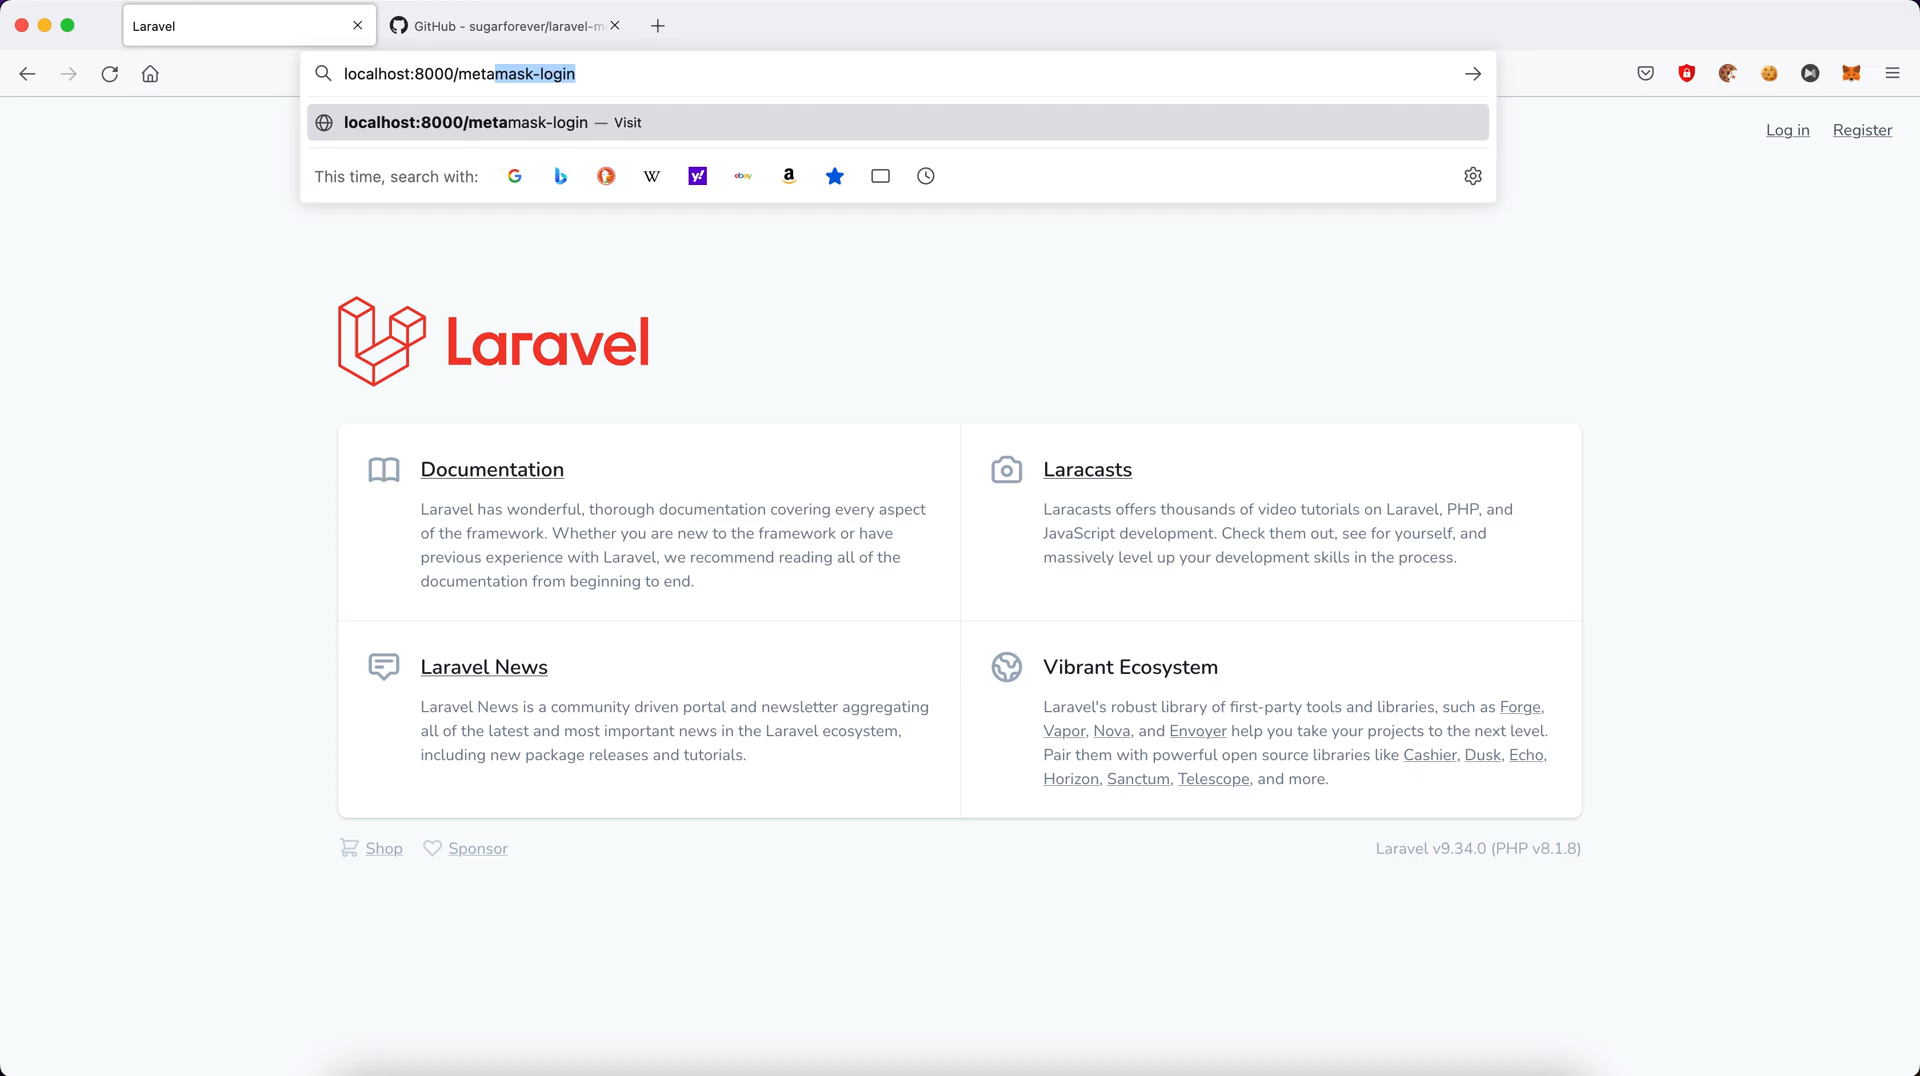 Laravel
GitHub - sugarforever/laravel-m
localhost:8000/metamask-login
localhost:8000/metamask-login — Visit
This time, search with:
Log in
Register
Laravel
Documentation
Laravel has wonderful, thorough documentation covering every aspect
of the framework. Whether you are new to the framework or have
previous experience with Laravel, we recommend reading all of the
documentation from beginning to end.
Laracasts
Laracasts offers thousands of video tutorials on Laravel, PHP, and
JavaScript development. Check them out, see for yourself, and
massively level up your development skills in the process.
Laravel News
Laravel News is a community driven portal and newsletter aggregating
all of the latest and most important news in the Laravel ecosystem,
including new package releases and tutorials.
Vibrant Ecosystem
Laravel's robust library of first-party tools and libraries, such as Forge,
Vapor, Nova, and Envoyer help you take your projects to the next level.
Pair them with powerful open source libraries like Cashier, Dusk, Echo,
Horizon, Sanctum, Telescope, and more.
Shop
Sponsor
Laravel v9.34.0 (PHP v8.1.8)